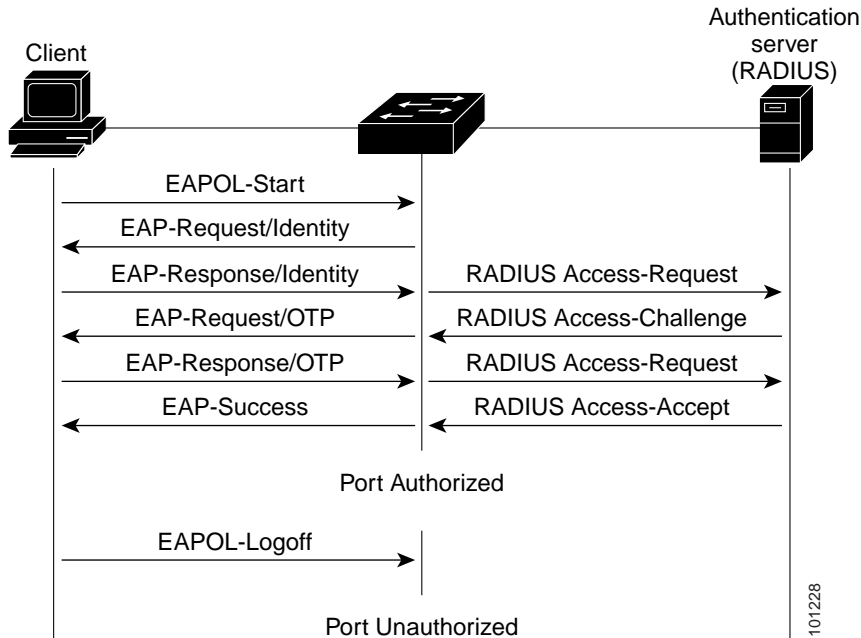 Client
Authentication
server
(RADIUS)
EAPOL-Start
EAP-Request/Identity
EAP-Response/Identity
RADIUS Access-Request
EAP-Request/OTP
RADIUS Access-Challenge
EAP-Response/OTP
RADIUS Access-Request
EAP-Success
RADIUS Access-Accept
Port Authorized
EAPOL-Logoff
Port Unauthorized
101228